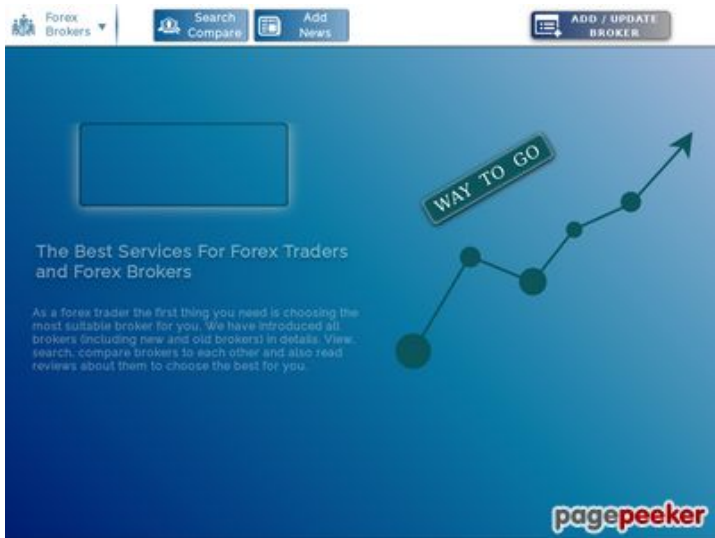 Forex
Brokers
Search
Compare
Add
News
ADD / UPDATE
BROKER
WAY TO GO
The Best Services For Forex Traders
and Forex Brokers
As a forex trader the first thing you need is choosing the
most suitable broker for you. We have introduced all
brokers (including new and old brokers) in details. View,
search, compare brokers to each other and also read
reviews about them to choose the best for you.
pagepeeker